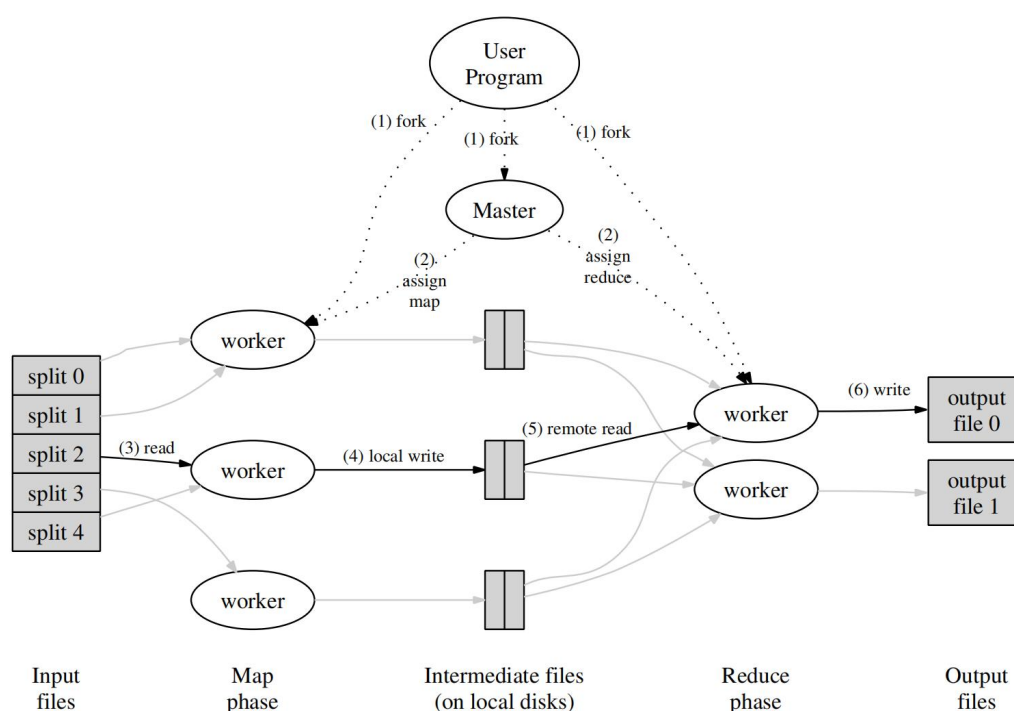 User
Program
(1) fork
(1) fork
(1) fork
Master
(2)
assign
map
(2)
assign
reduce
worker
split 0
split 1
split 2
split 3
split 4
(3) read
worker
(4) local write
(5) remote read
worker
(6) write
output
file 0
worker
output
file 1
worker
Input
files
Map
phase
Intermediate files
(on local disks)
Reduce
phase
Output
files